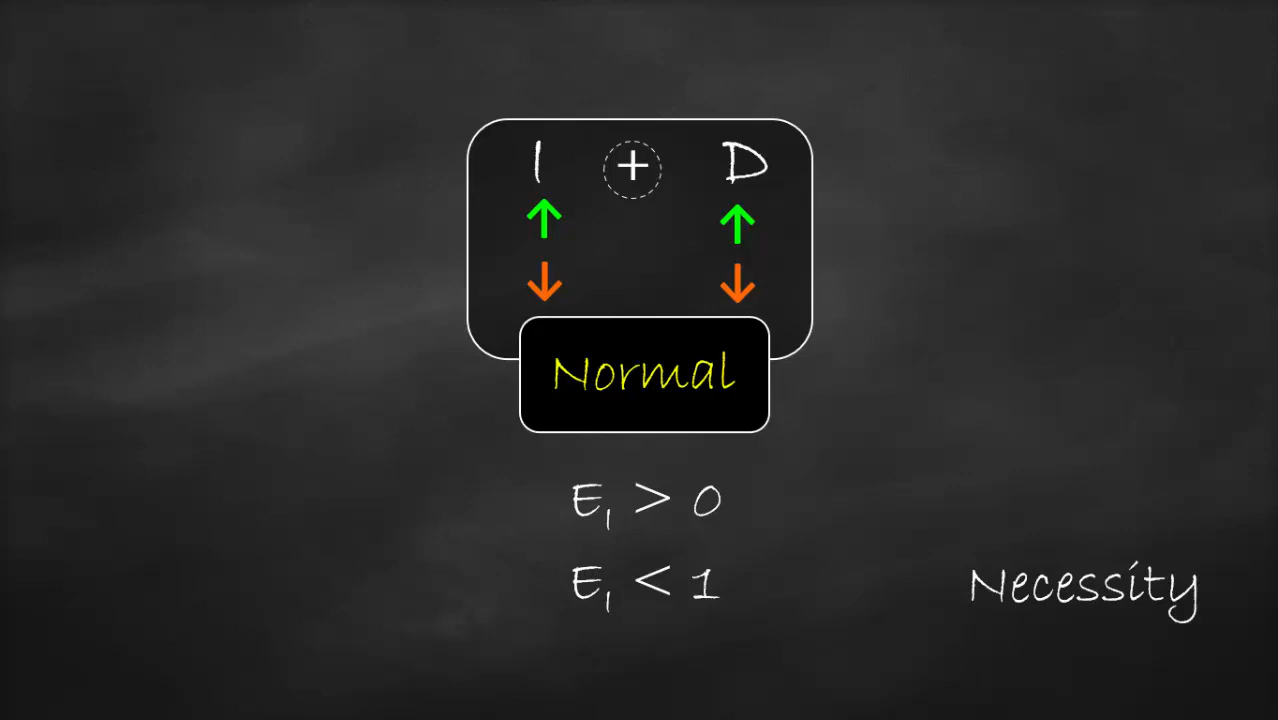 I + D
↑ ↑
↓ ↓
Normal
E_I > 0
E_I < 1 Necessity